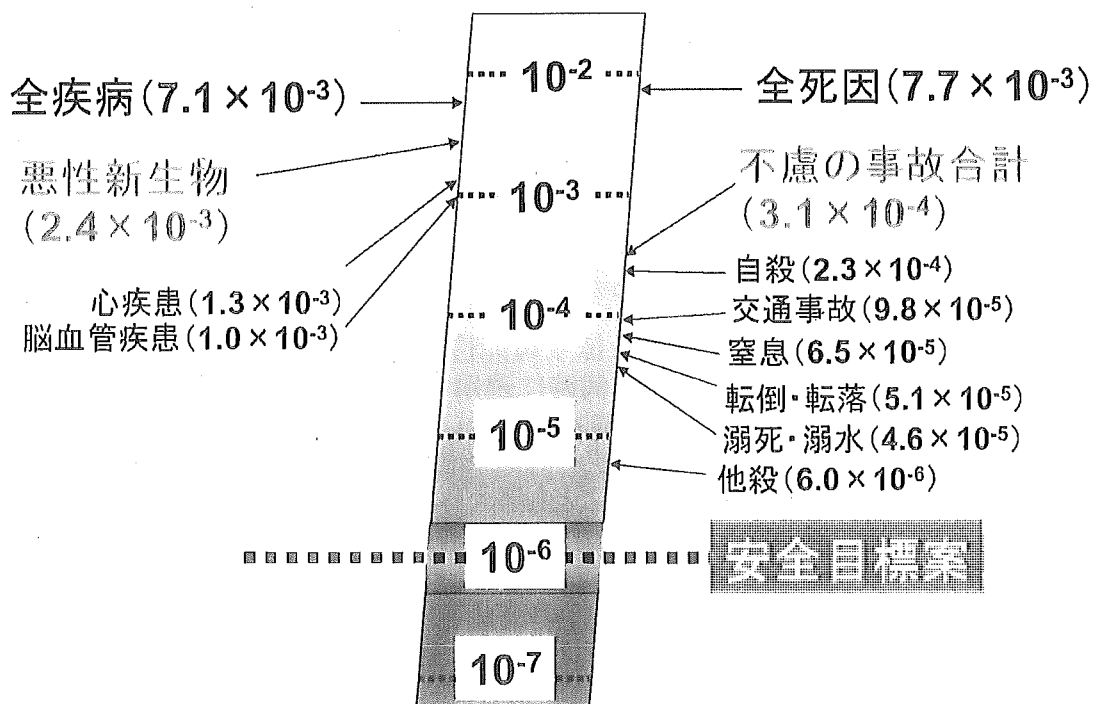 10⁻²
全疾病(7.1×10⁻³)
全死因(7.7×10⁻³)
悪性新生物
(2.4×10⁻³)
不慮の事故合計
(3.1×10⁻⁴)
10⁻³
自殺(2.3×10⁻⁴)
心疾患(1.3×10⁻³)
脳血管疾患(1.0×10⁻³)
10⁻⁴
交通事故(9.8×10⁻⁵)
窒息(6.5×10⁻⁵)
転倒・転落(5.1×10⁻⁵)
10⁻⁵
溺死・溺水(4.6×10⁻⁵)
他殺(6.0×10⁻⁶)
10⁻⁶
安全目標案
10⁻⁷